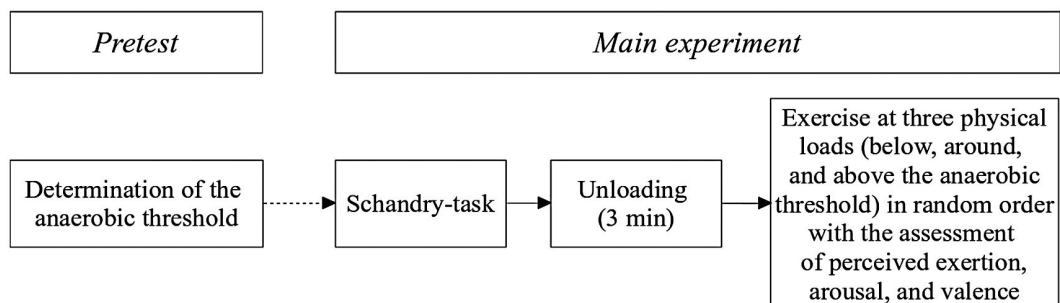 Pretest
Main experiment
Determination of the
anaerobic threshold
Schandry-task
Unloading
(3 min)
Exercise at three physical
loads (below, around,
and above the anaerobic
threshold) in random order
with the assessment
of perceived exertion,
arousal, and valence